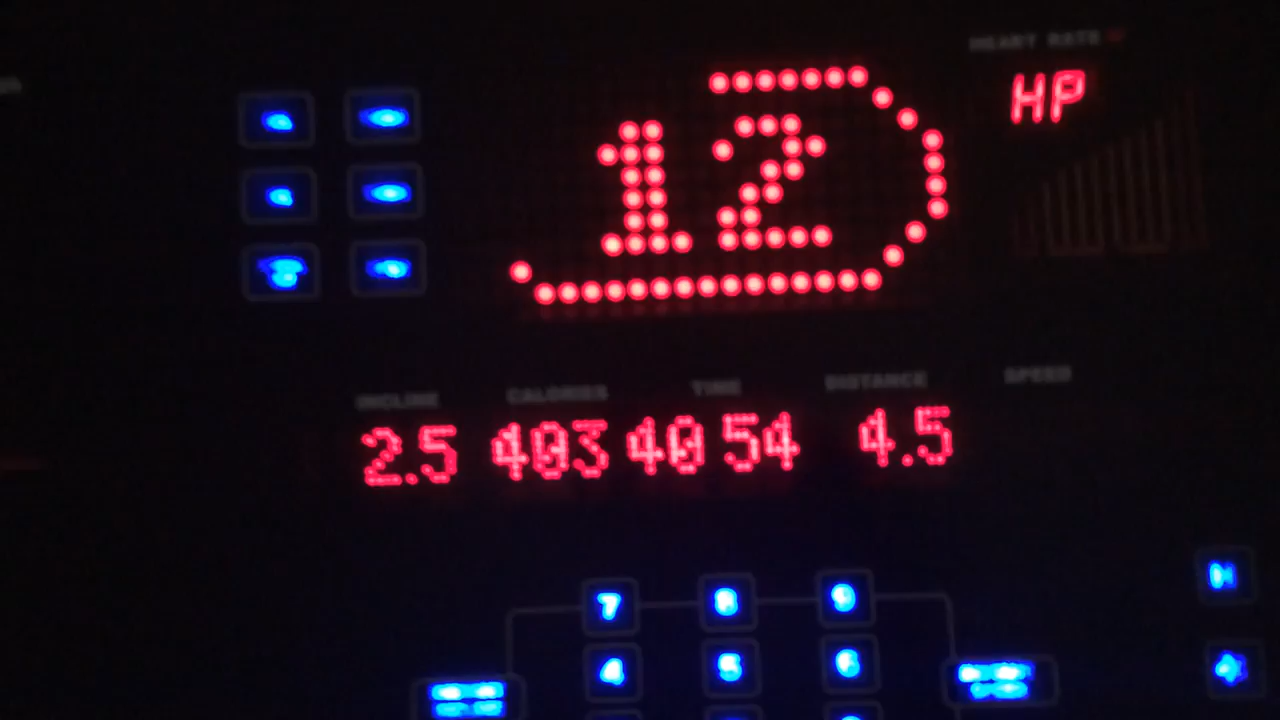 HEART RATE
HP
12
INCLINE CALORIES TIME DISTANCE SPEED
2.5 403 40 54 4.5
7 8 9
4 5 6